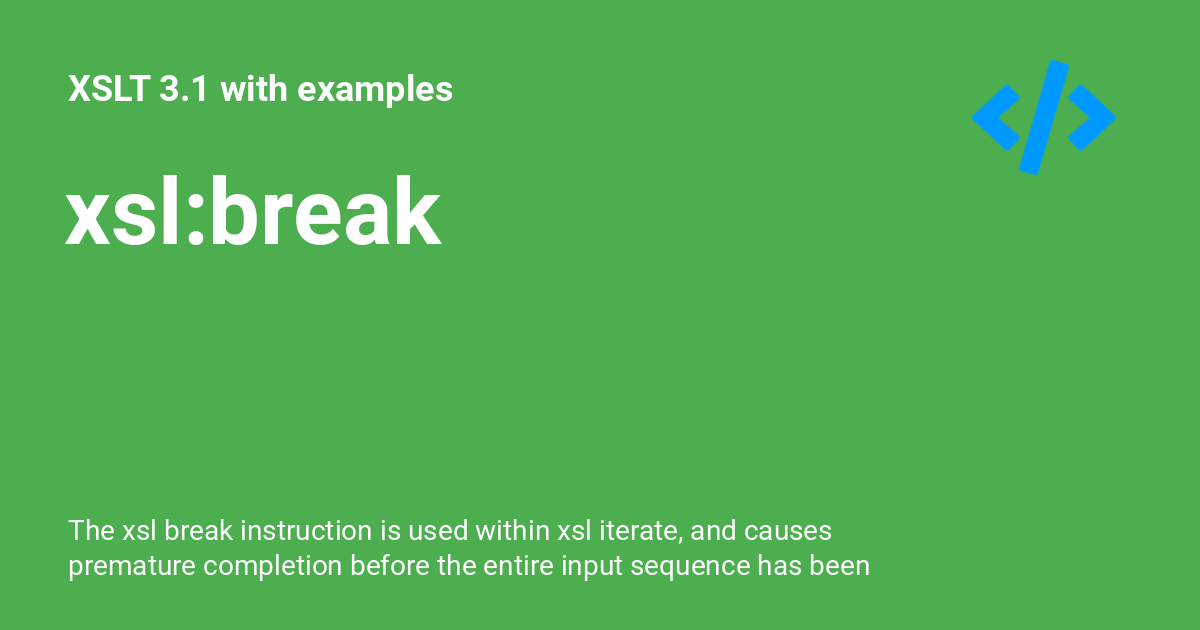 XSLT 3.1 with examples
xsl:break
The xsl break instruction is used within xsl iterate, and causes
premature completion before the entire input sequence has been